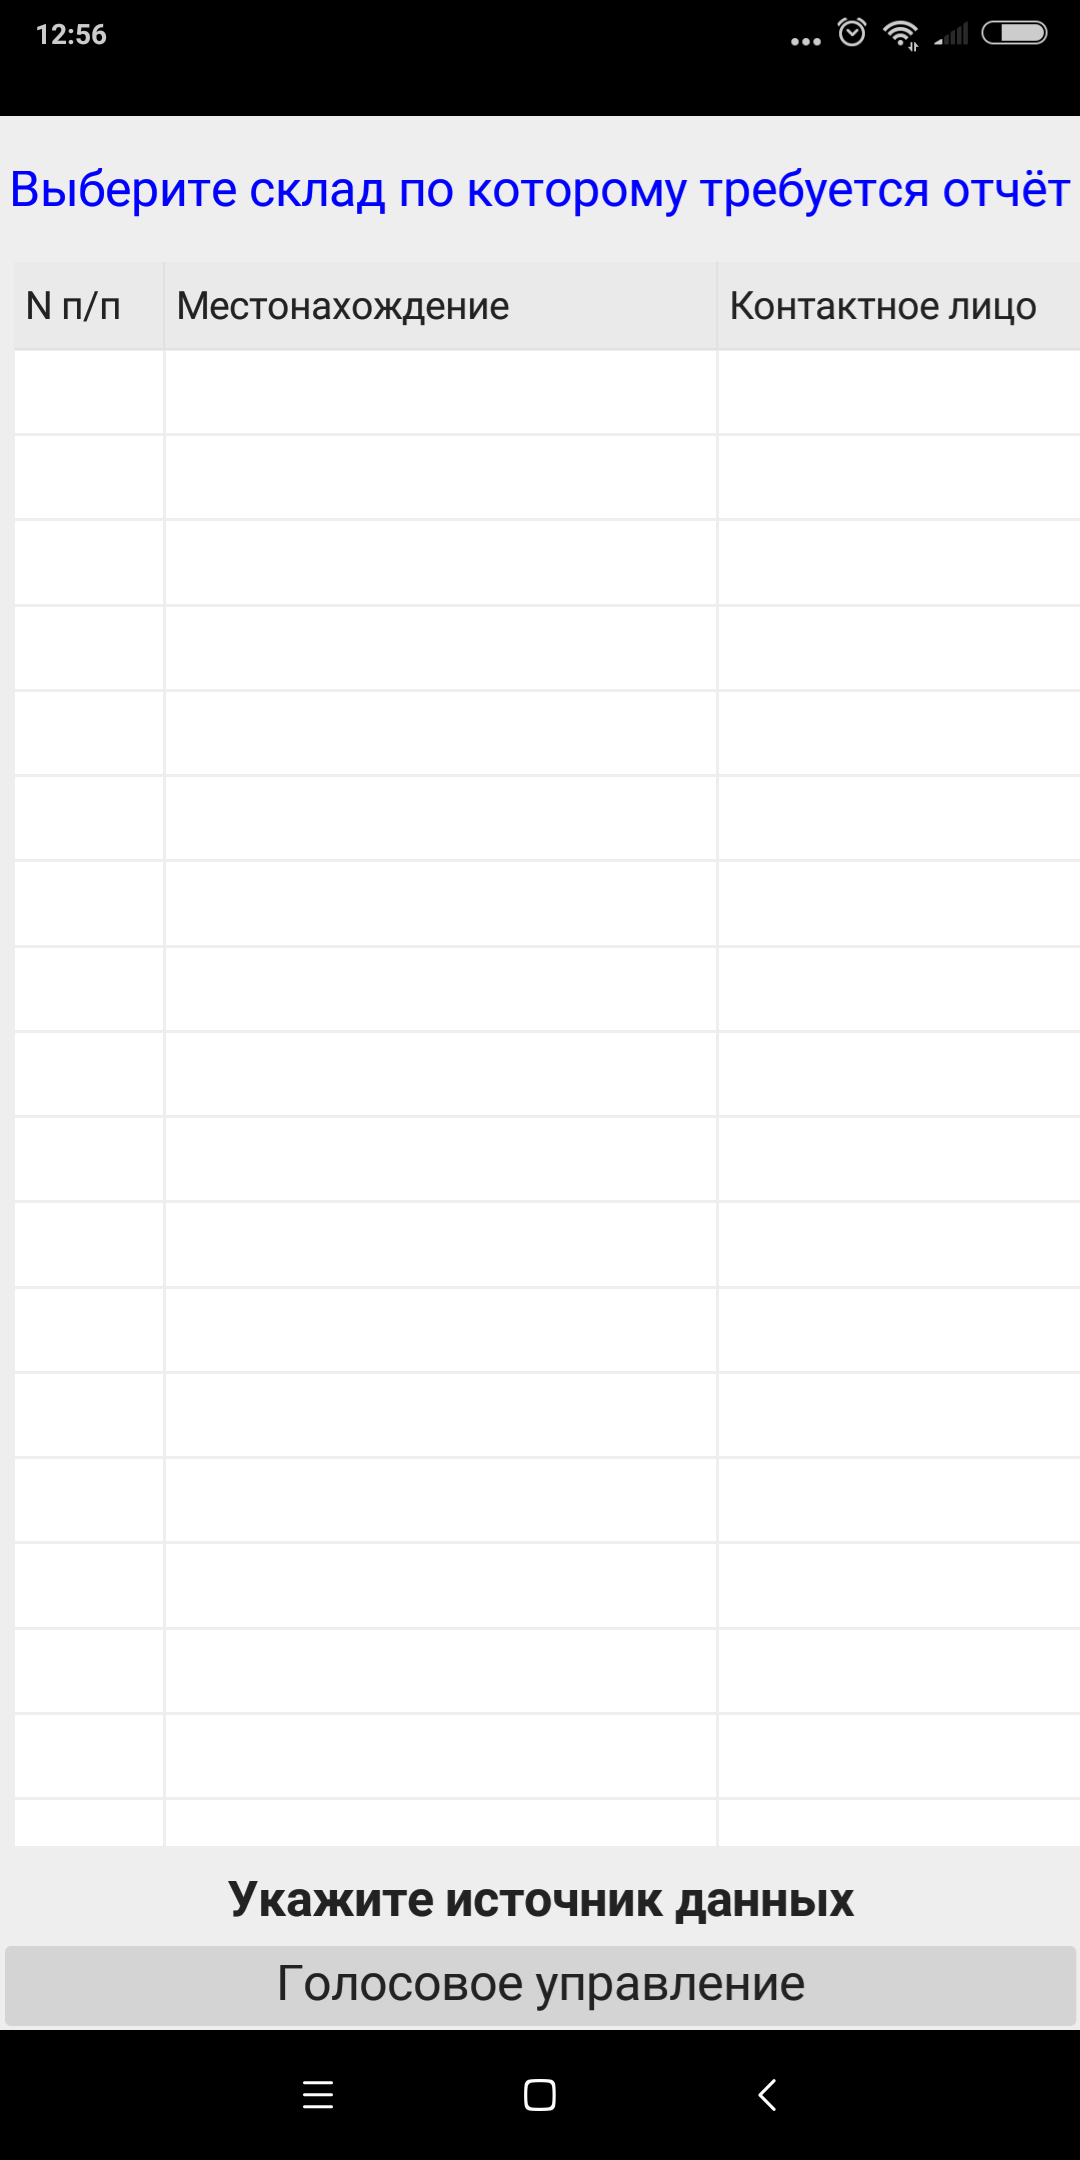 12:56
Выберите склад по которому требуется отчёт
N п/п Местонахождение Контактное лицо
Укажите источник данных
Голосовое управление